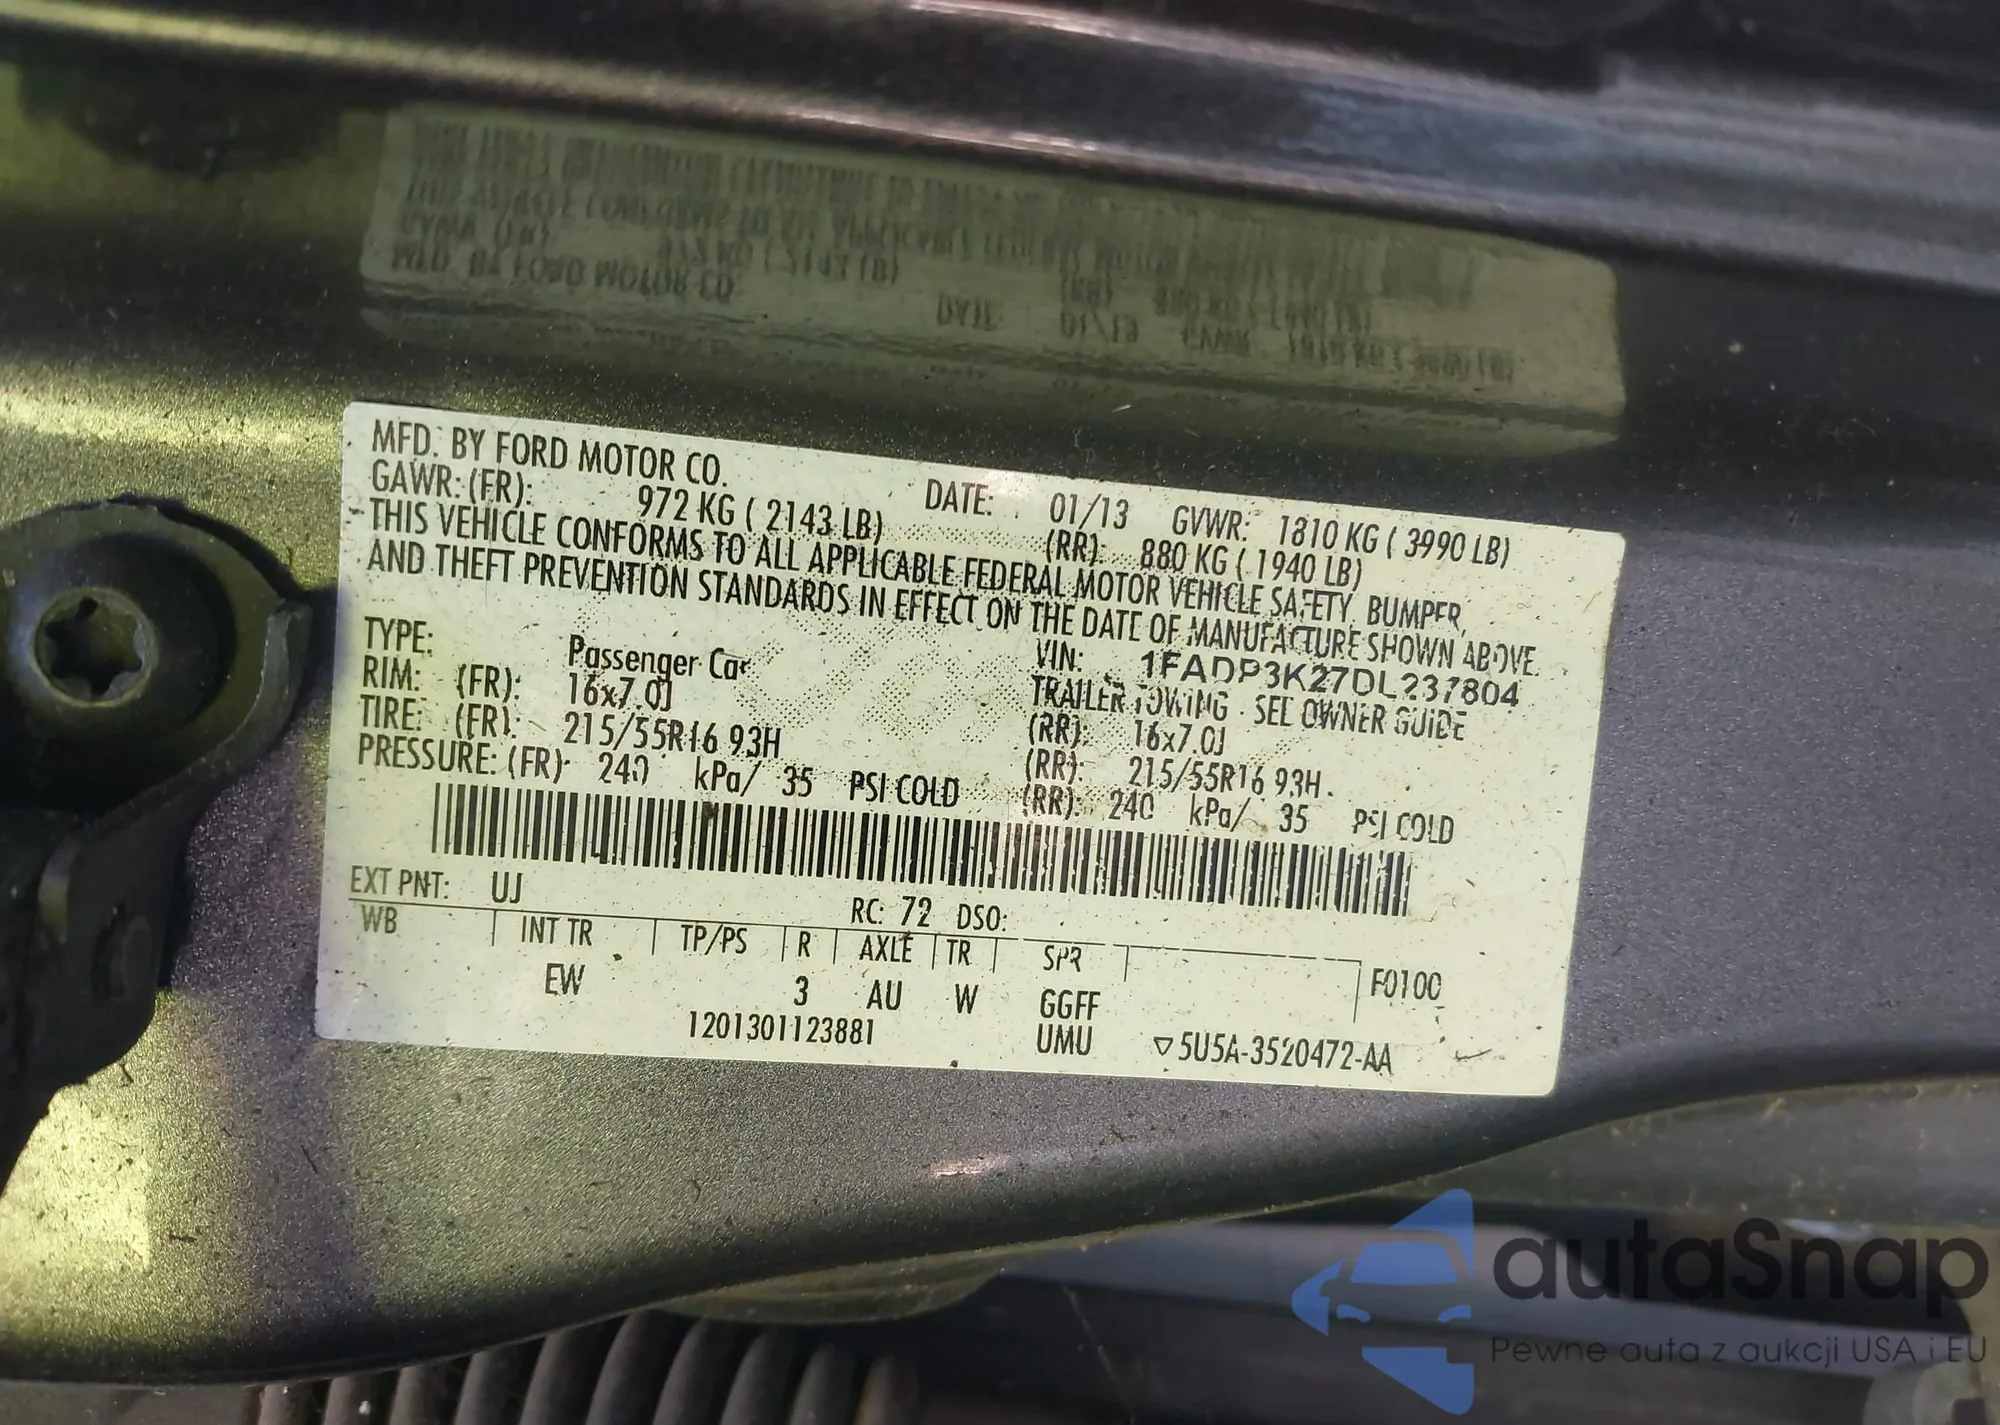 MFD. BY FORD MOTOR CO.
DATE: 01/13 GVWR: 1810 KG ( 3990 LB)
GAWR: (FR): 972 KG ( 2143 LB) (RR): 880 KG ( 1940 LB)
THIS VEHICLE CONFORMS TO ALL APPLICABLE FEDERAL MOTOR VEHICLE SAFETY, BUMPER,
AND THEFT PREVENTION STANDARDS IN EFFECT ON THE DATE OF MANUFACTURE SHOWN ABOVE.
VIN: 1FADP3K27DL237804
TYPE: Passenger Car TRAILER TOWING - SEE OWNER GUIDE
RIM: (FR): 16x7.0J (RR): 16x7.0J
TIRE: (FR): 215/55R16 93H (RR): 215/55R16 93H
PRESSURE: (FR): 240 kPa/ 35 PSI COLD (RR): 240 kPa/ 35 PSI COLD
EXT PNT: UJ RC: 72 DSO:
WB INT TR TP/PS R AXLE TR SPR F0100
EW 3 AU W GGFF
1201301123881 UMU ▽5U5A-3520472-AA
autaSnap
Pewne auta z aukcji USA i EU